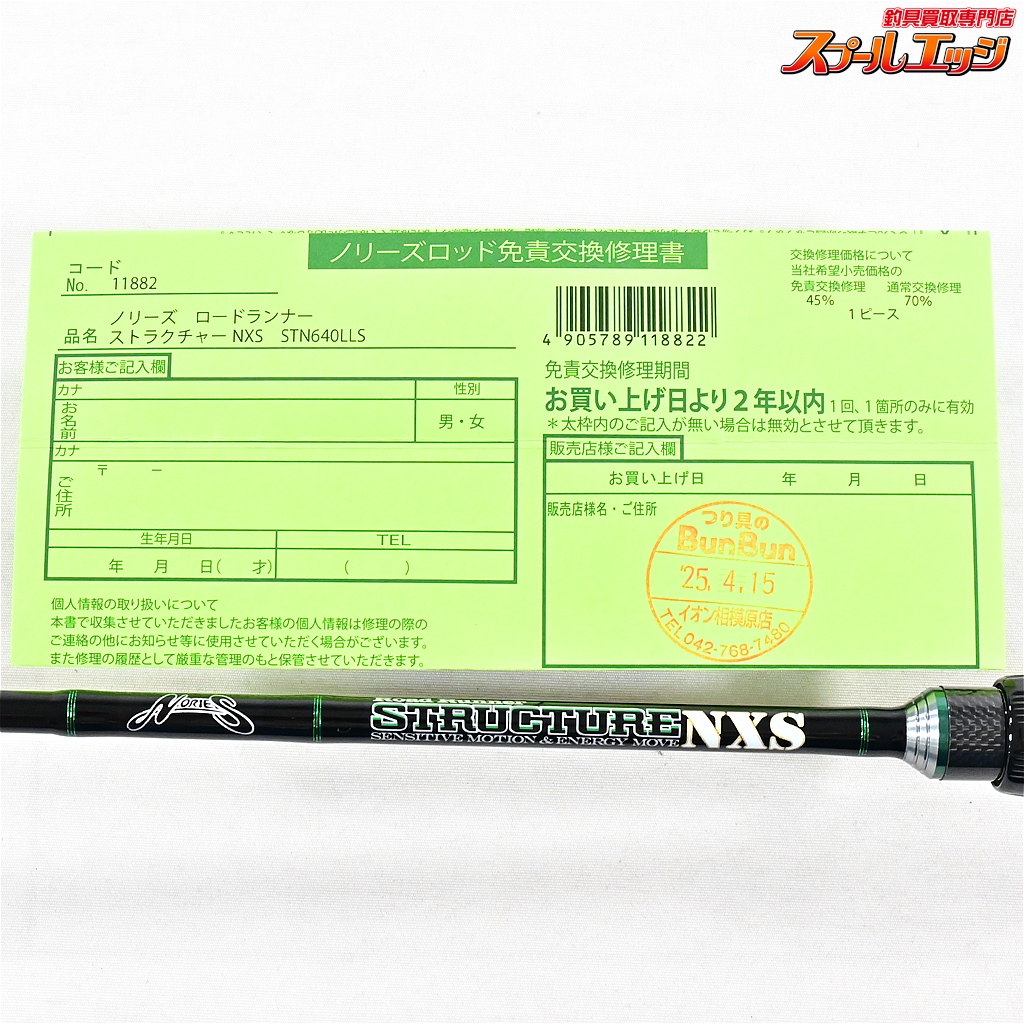 釣具買取専門店
スプールエッジ
ノリーズロッド免責交換修理書
コード
No. 11882
ノリーズ ロードランナー
品名 ストラクチャーNXS STN640LLS
交換修理価格について
当社希望小売価格の
免責交換修理 通常交換修理
45% 70%
1ピース
4 905789 118822
免責交換修理期間
お買い上げ日より2年以内 1回、1箇所のみに有効
＊太枠内のご記入が無い場合は無効とさせて頂きます。
お客様ご記入欄
カナ 性別
お名前 男・女
カナ
〒 －
ご住所
生年月日 TEL
年 月 日( 才) ( )
販売店様ご記入欄
お買い上げ日 年 月 日
販売店様名・ご住所
つり具の
BunBun
'25. 4. 15
イオン相模原店
TEL042-768-7480
個人情報の取り扱いについて
本書で収集させていただきましたお客様の個人情報は修理の際の
ご連絡の他にお知らせ等に使用させていただく場合がございます。
また修理の履歴として厳重な管理のもと保管させていただきます。
NORIES
Road Runner
STRUCTURE NXS
SENSITIVE MOTION & ENERGY MOVE